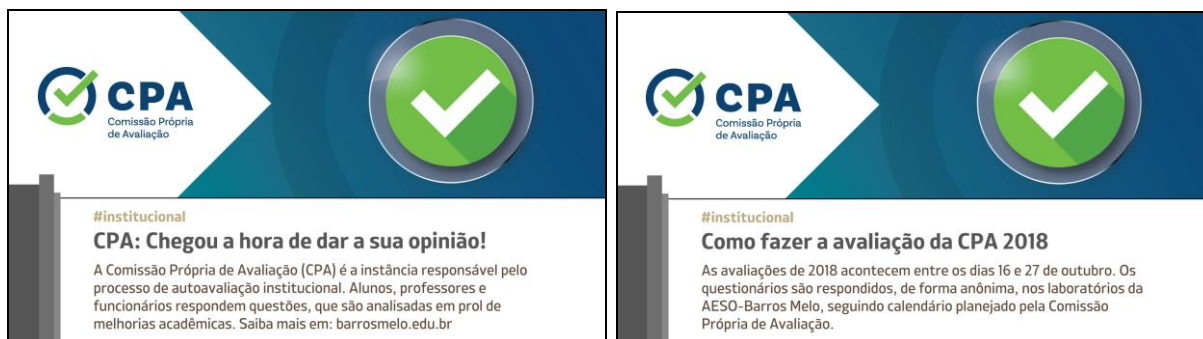 CPA
Comissão Própria
de Avaliação
#institucional
CPA: Chegou a hora de dar a sua opinião!
A Comissão Própria de Avaliação (CPA) é a instância responsável pelo
processo de autoavaliação institucional. Alunos, professores e
funcionários respondem questões, que são analisadas em prol de
melhorias acadêmicas. Saiba mais em: barrosmelo.edu.br
CPA
Comissão Própria
de Avaliação
#institucional
Como fazer a avaliação da CPA 2018
As avaliações de 2018 acontecem entre os dias 16 e 27 de outubro. Os
questionários são respondidos, de forma anônima, nos laboratórios da
AESO-Barros Melo, seguindo calendário planejado pela Comissão
Própria de Avaliação.